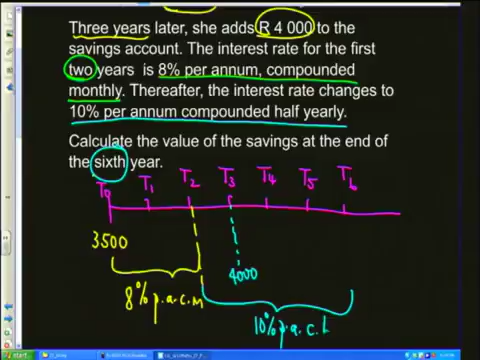 Three years later, she adds R 4 000 to the
savings account. The interest rate for the first
two years is 8% per annum, compounded
monthly. Thereafter, the interest rate changes to
10% per annum compounded half yearly.
Calculate the value of the savings at the end of
the sixth year.
T0 T1 T2 T3 T4 T5 T6
3500
4000
8% p.a.c.m
10% p.a.c.h
start